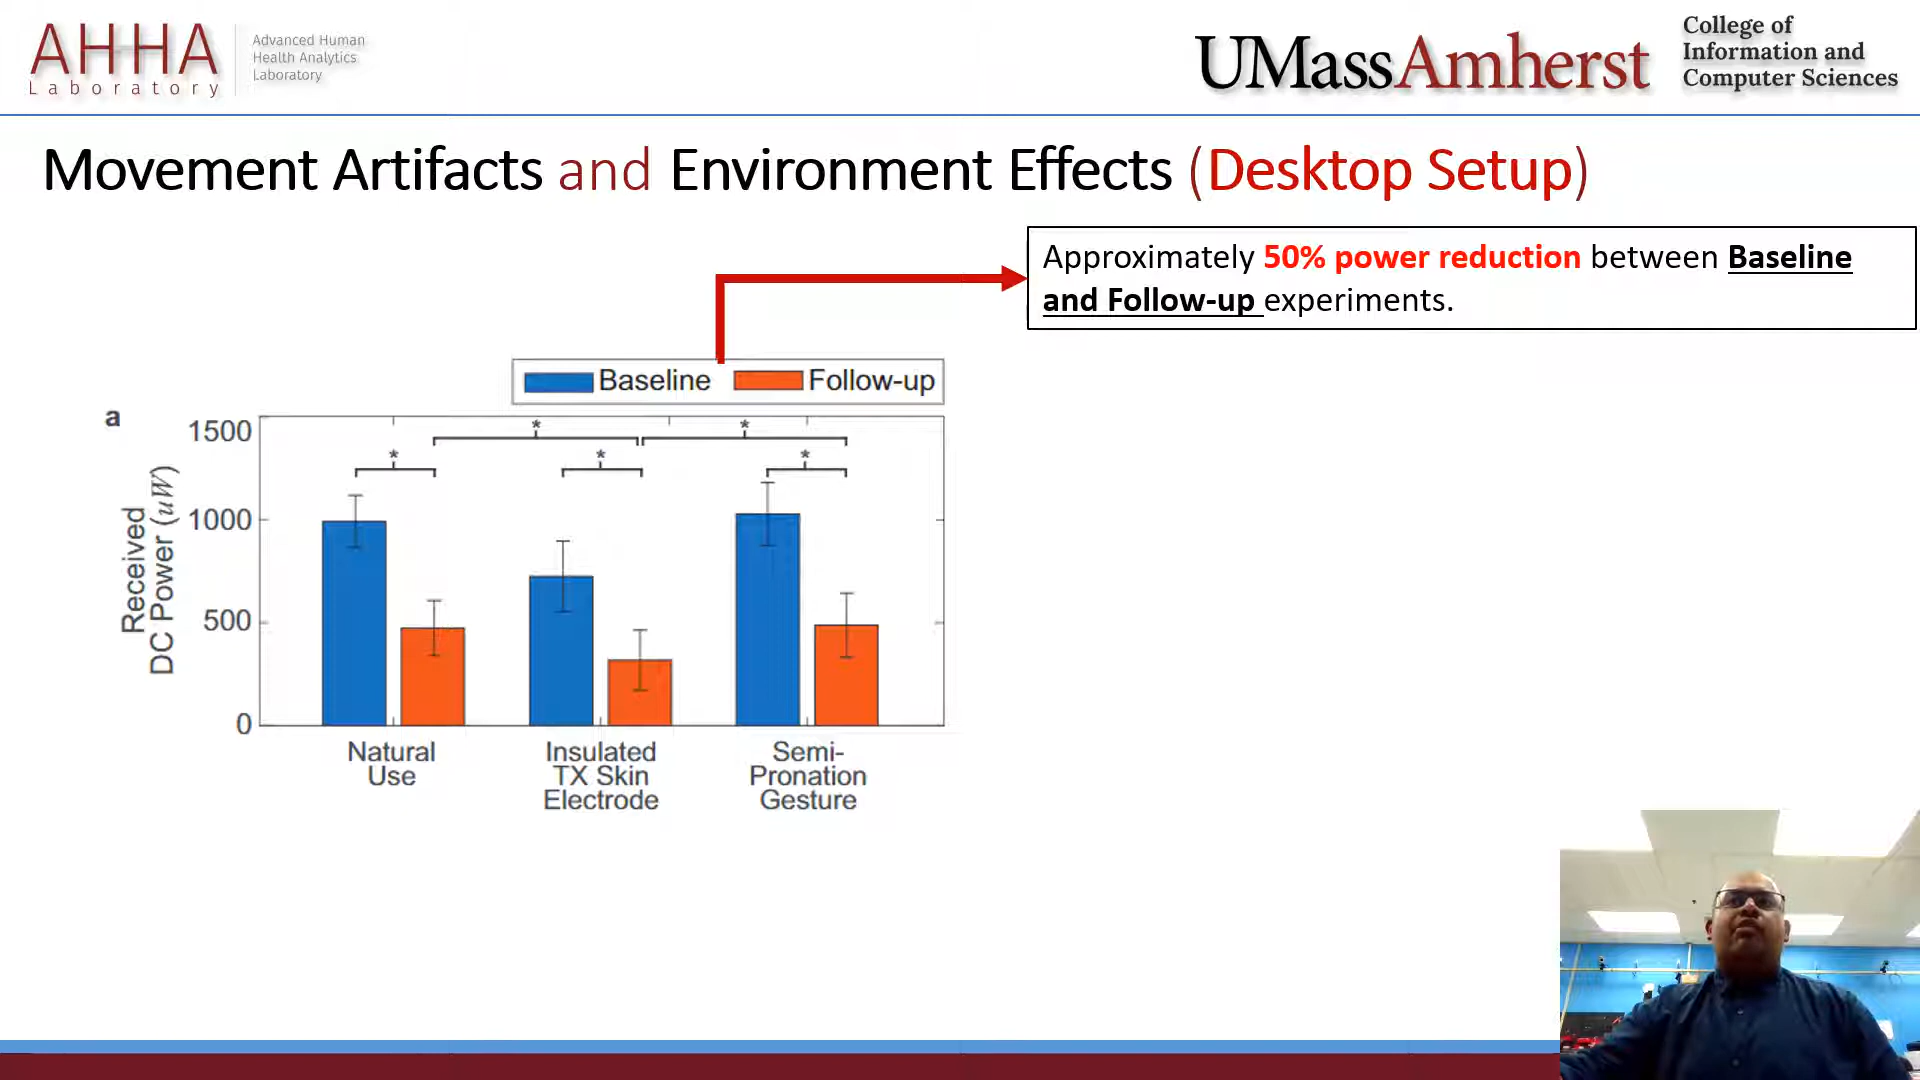 AHHA
Laboratory
Advanced Human
Health Analytics
Laboratory
UMassAmherst
College of
Information and
Computer Sciences
Movement Artifacts and Environment Effects (Desktop Setup)
Approximately 50% power reduction between Baseline
and Follow-up experiments.
Baseline
Follow-up
a
Received
DC Power (uW)
1500
1000
500
0
*
*
*
*
*
Natural
Use
Insulated
TX Skin
Electrode
Semi-
Pronation
Gesture